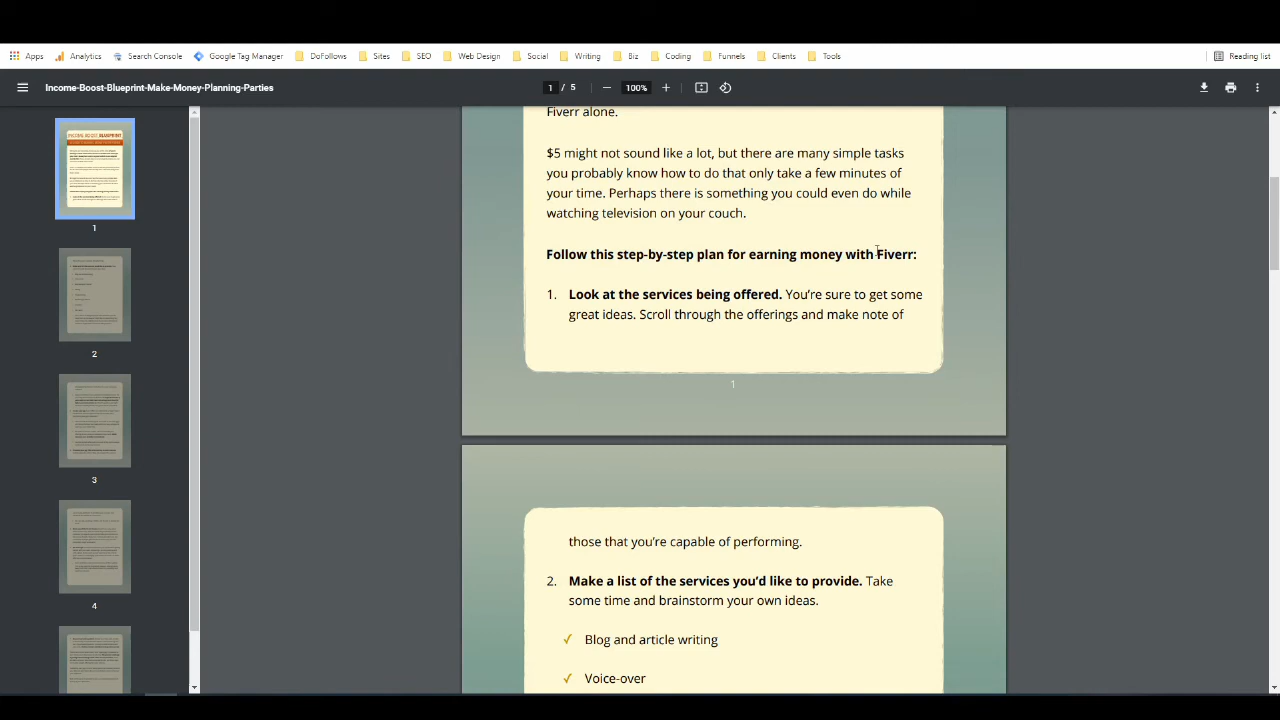 Apps
Analytics
Search Console
Google Tag Manager
DoFollows
Sites
SEO
Web Design
Social
Writing
Biz
Coding
Funnels
Clients
Tools
Reading list
Income-Boost-Blueprint-Make-Money-Planning-Parties
1 / 5
100%
1
2
3
4
Fiverr alone.
$5 might not sound like a lot, but there are many simple tasks
you probably know how to do that only take a few minutes of
your time. Perhaps there is something you could even do while
watching television on your couch.
Follow this step-by-step plan for earning money with Fiverr:
1. Look at the services being offered. You’re sure to get some
great ideas. Scroll through the offerings and make note of
1
those that you’re capable of performing.
2. Make a list of the services you’d like to provide. Take
some time and brainstorm your own ideas.
✓ Blog and article writing
✓ Voice-over